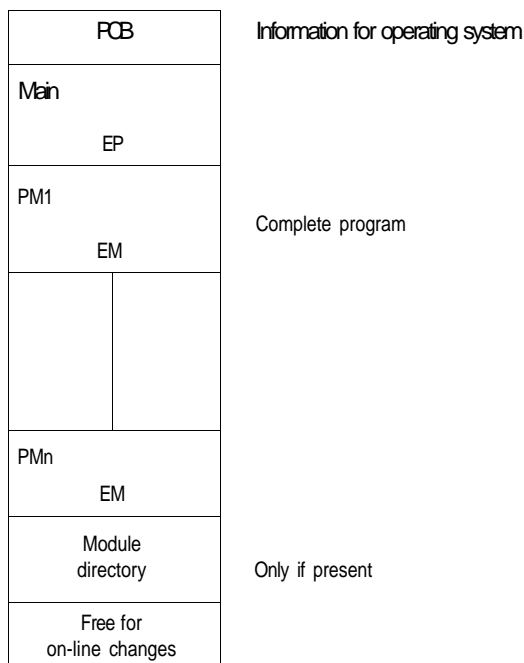 PCB
Information for operating system
Main
EP
PM1
Complete program
EM
PMn
EM
Module
directory
Only if present
Free for
on-line changes